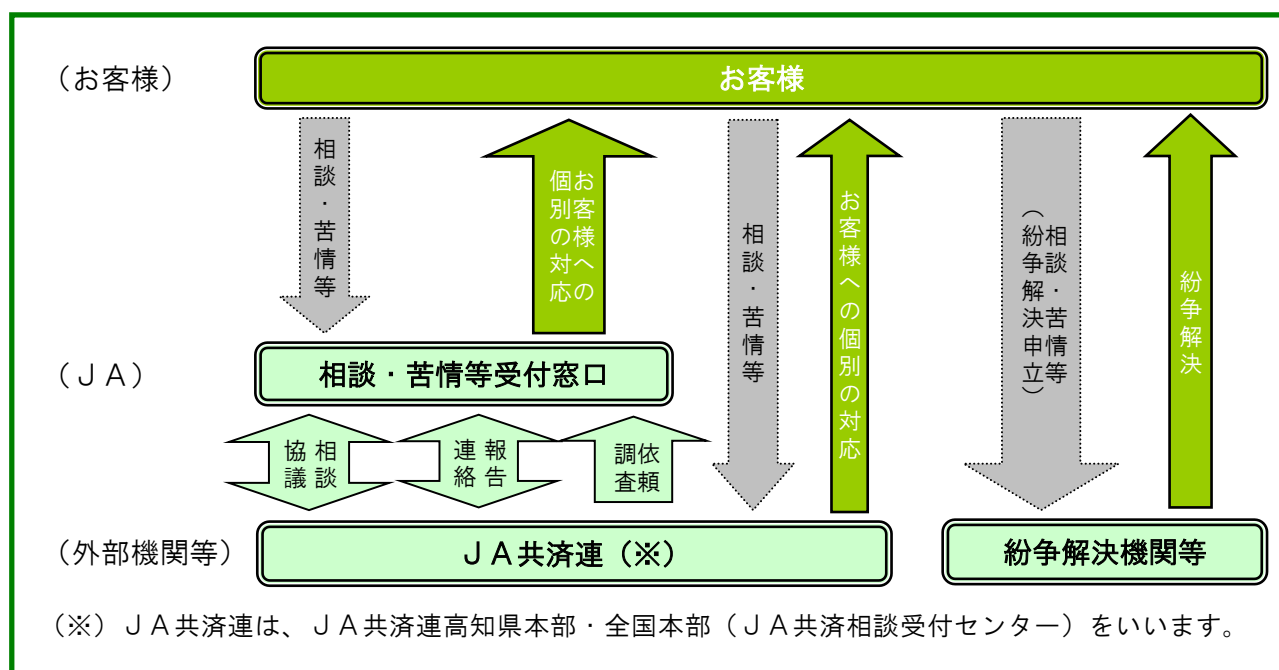 （お客様）
お客様
相談・苦情等
お客様への
個別の対応
相談・苦情等
お客様への個別の対応
相談・苦情等
（紛争解決申立）
紛争解決
（ＪＡ）
相談・苦情等受付窓口
相談
協議
報告
連絡
依頼
調査
（外部機関等）
ＪＡ共済連（※）
紛争解決機関等
（※）ＪＡ共済連は、ＪＡ共済連高知県本部・全国本部（ＪＡ共済相談受付センター）をいいます。